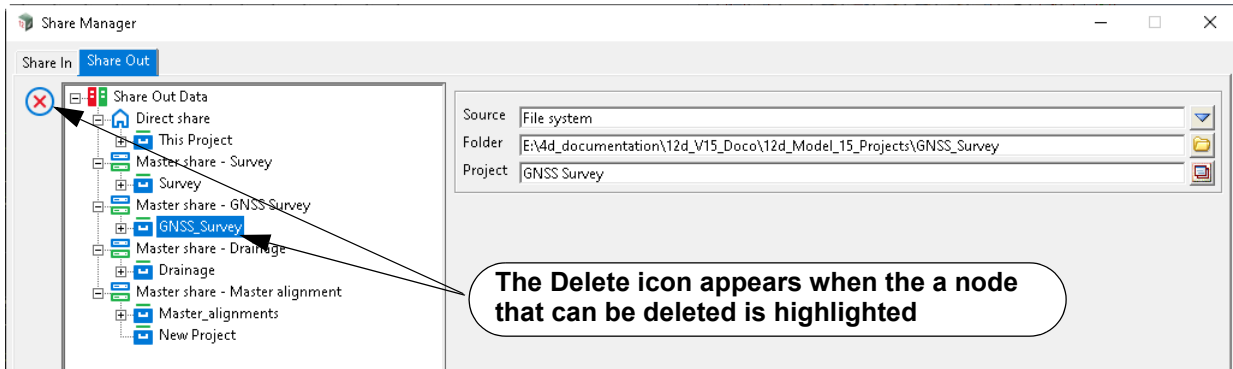 Share Manager
Share In Share Out
Share Out Data
Direct share
This Project
Master share - Survey
Survey
Master share - GNSS Survey
GNSS_Survey
Master share - Drainage
Drainage
Master share - Master alignment
Master_alignments
New Project
Source File system
Folder E:\4d_documentation\12d_V15_Doco\12d_Model_15_Projects\GNSS_Survey
Project GNSS Survey
The Delete icon appears when the a node
that can be deleted is highlighted